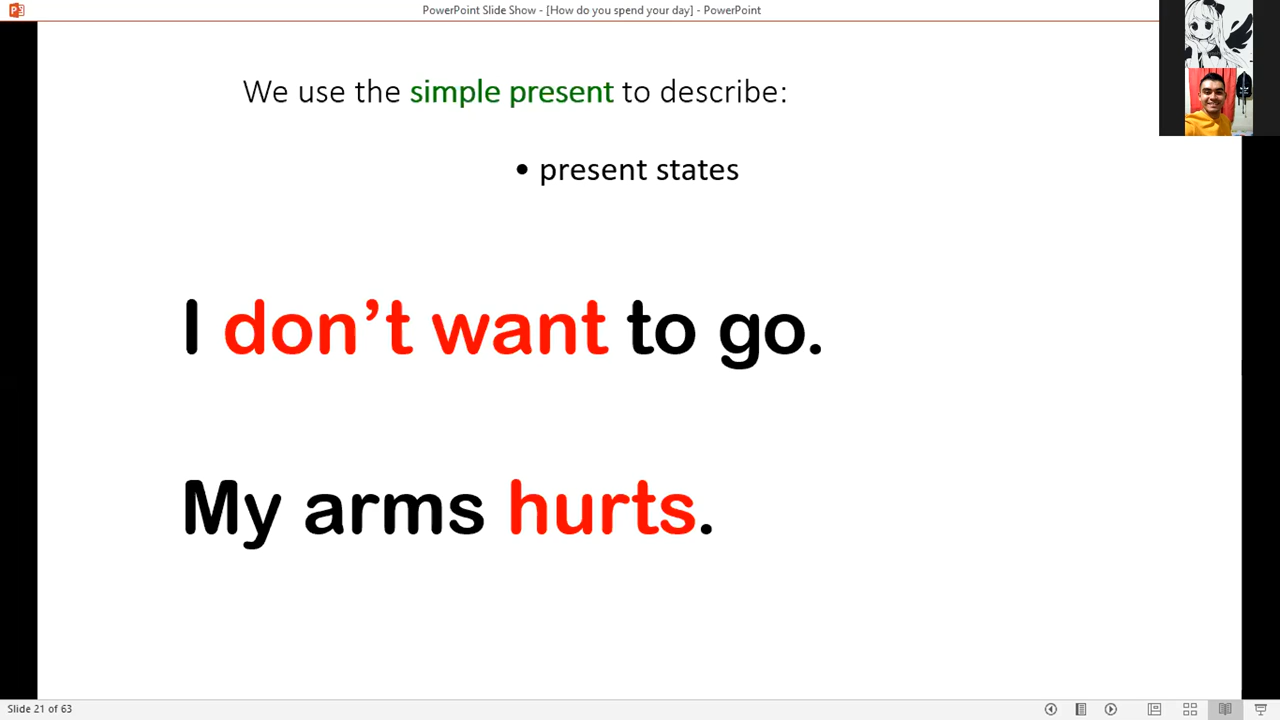 PowerPoint Slide Show - [How do you spend your day] - PowerPoint
We use the simple present to describe:
• present states
I don’t want to go.
My arms hurts.
Slide 21 of 63